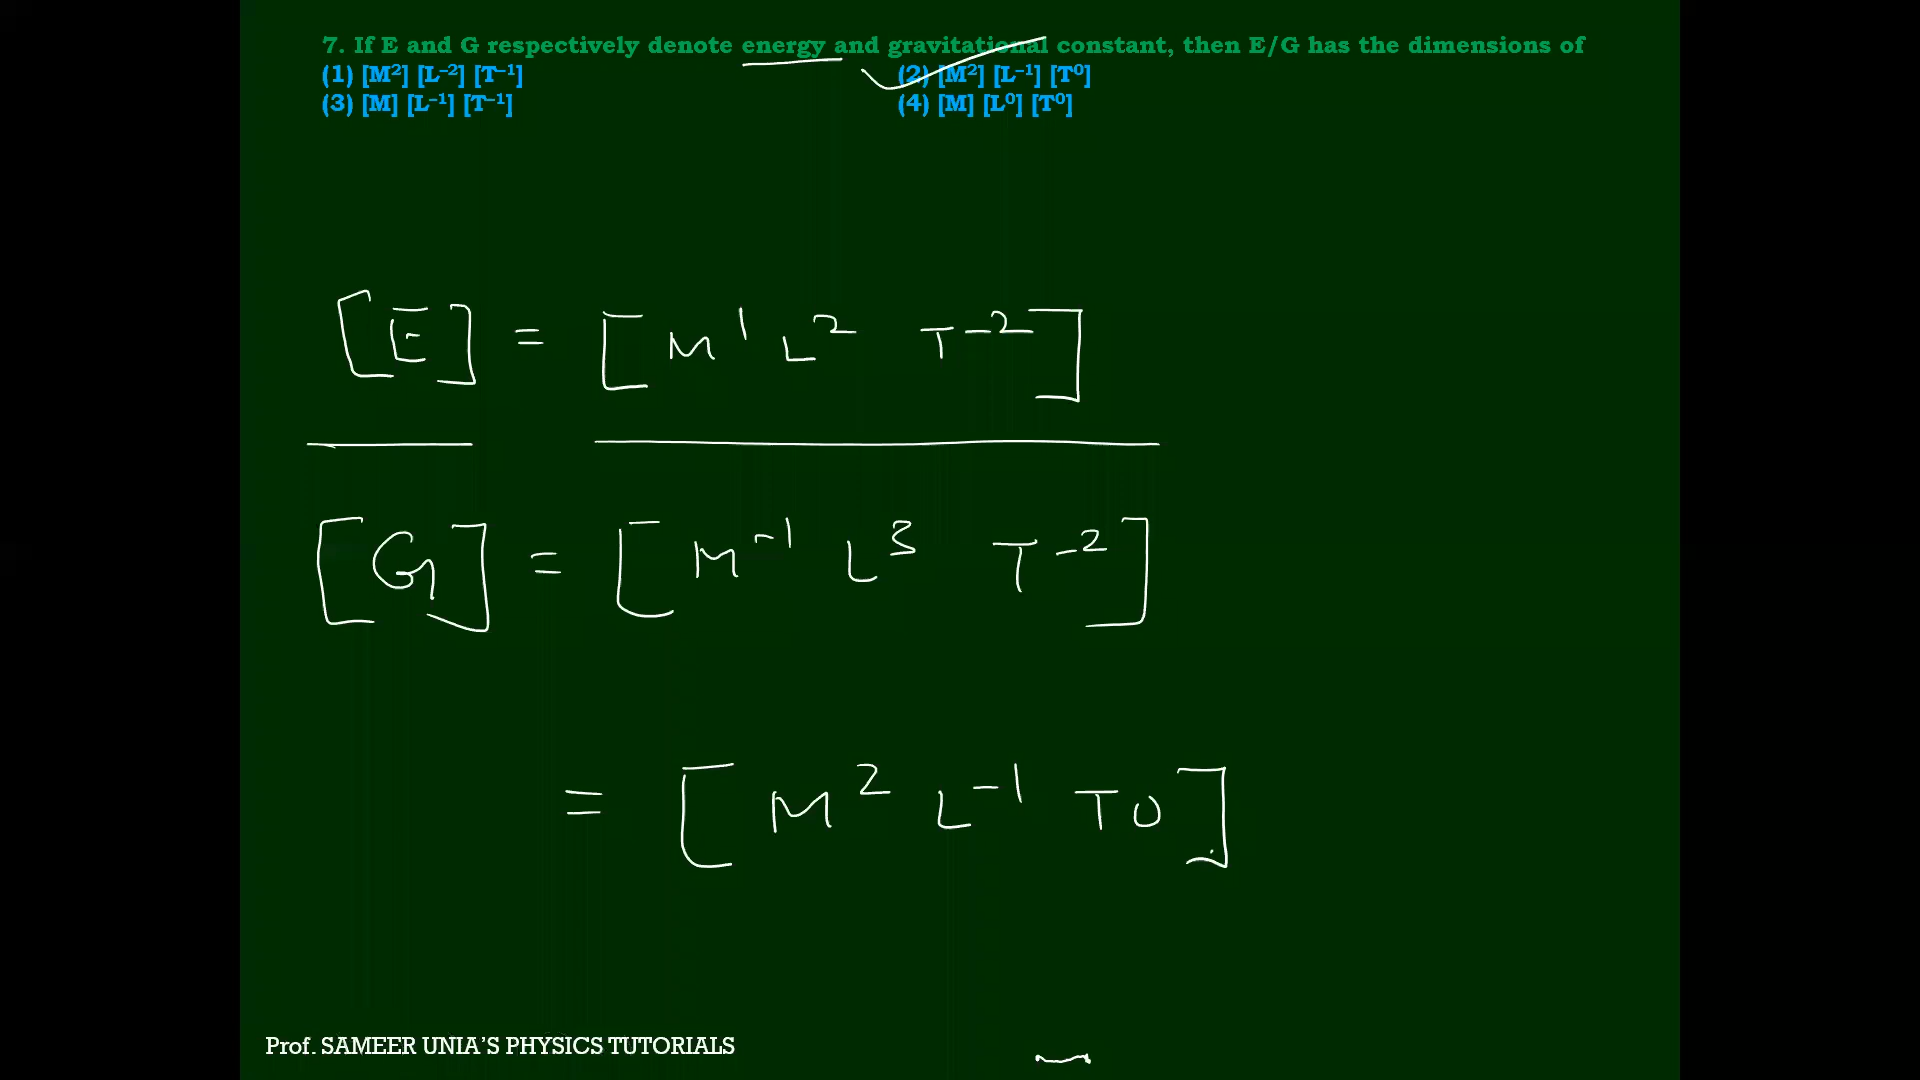 7. If E and G respectively denote energy and gravitational constant, then E/G has the dimensions of
(1) [M²] [L⁻²] [T⁻¹] (2) [M²] [L⁻¹] [T⁰]
(3) [M] [L⁻¹] [T⁻¹] (4) [M] [L⁰] [T⁰]
[E] = [M¹ L² T⁻²]
[G] = [M⁻¹ L³ T⁻²]
= [M² L⁻¹ T0]
Prof. SAMEER UNIA’S PHYSICS TUTORIALS